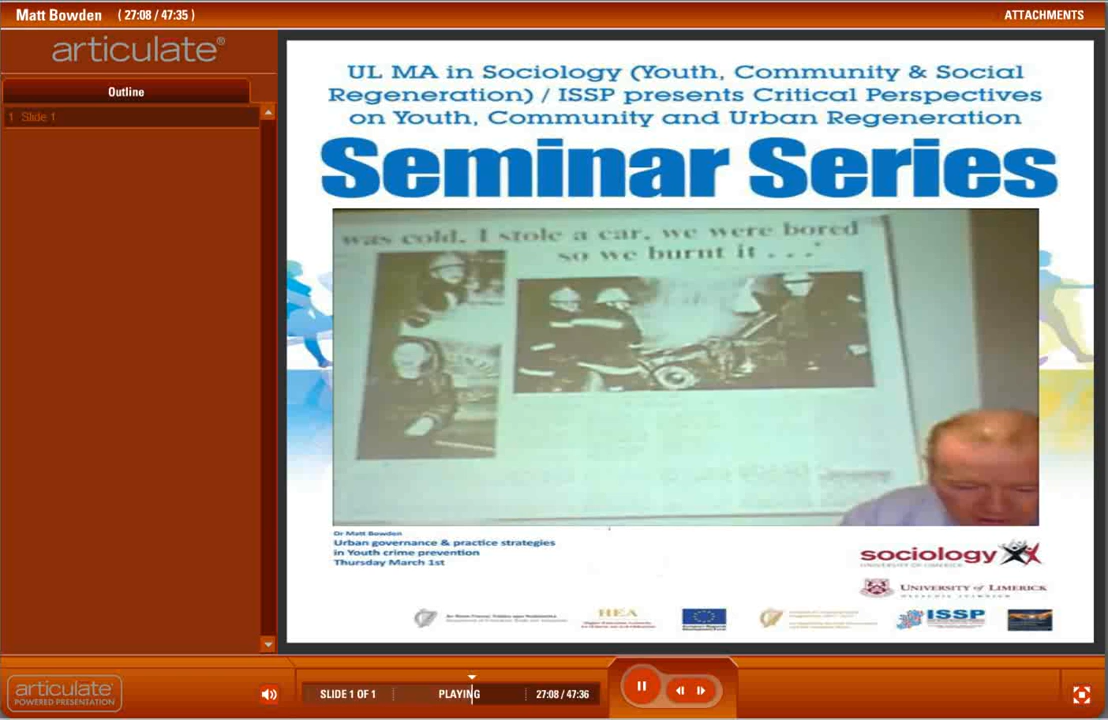 Matt Bowden ( 27:08 / 47:35 )
ATTACHMENTS
articulate®
Outline
1 Slide 1
UL MA in Sociology (Youth, Community & Social
Regeneration) / ISSP presents Critical Perspectives
on Youth, Community and Urban Regeneration
Seminar Series
was cold, I stole a car, we were bored
so we burnt it . . .'
Dr Matt Bowden
Urban governance & practice strategies
in Youth crime prevention
Thursday March 1st
sociology
UNIVERSITY OF LIMERICK
UNIVERSITY of LIMERICK
HEA
ISSP
articulate®
POWERED PRESENTATION
SLIDE 1 OF 1
PLAYING
27:08 / 47:36